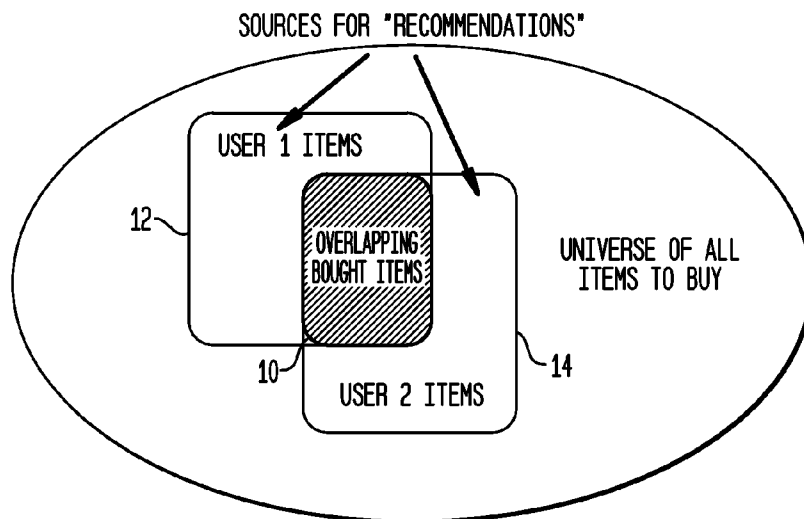 SOURCES FOR "RECOMMENDATIONS"
USER 1 ITEMS
12
OVERLAPPING
BOUGHT ITEMS
UNIVERSE OF ALL
ITEMS TO BUY
10
14
USER 2 ITEMS